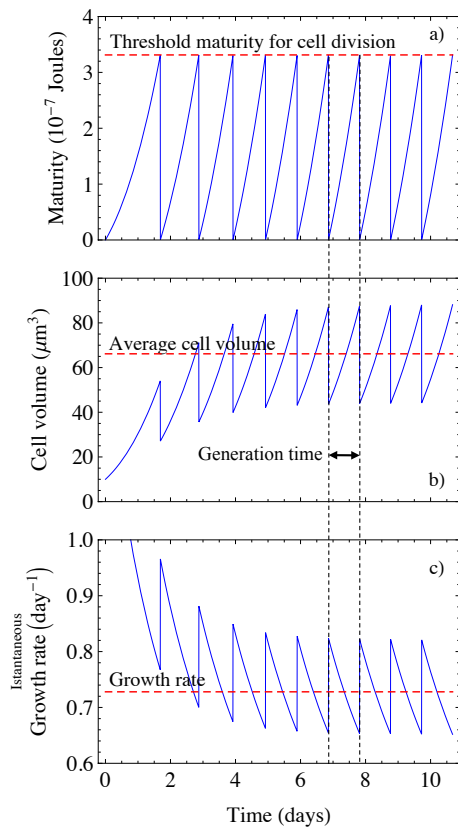 a)
Threshold maturity for cell division
4
3
2
1
0
Maturity (10⁻⁷ Joules)
100
80
60
40
20
0
Cell volume (μm³)
Average cell volume
Generation time
b)
1.0
0.9
0.8
0.7
0.6
c)
Istantaneous
Growth rate (day⁻¹)
Growth rate
0 2 4 6 8 10
Time (days)